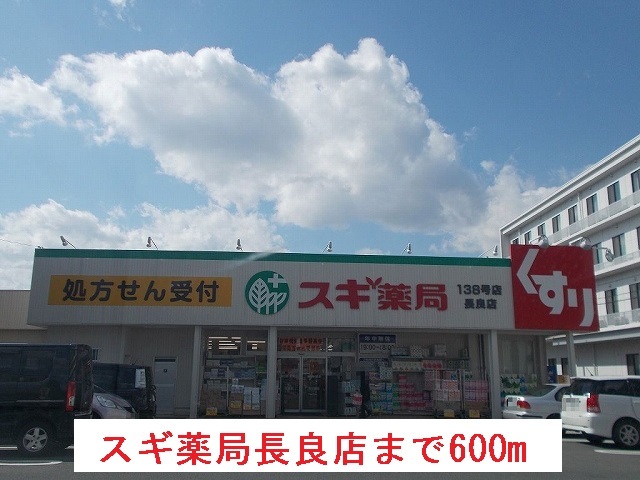 処方せん受付
スギ薬局
138号店
長良店
くすり
スギ薬局長良店まで600m